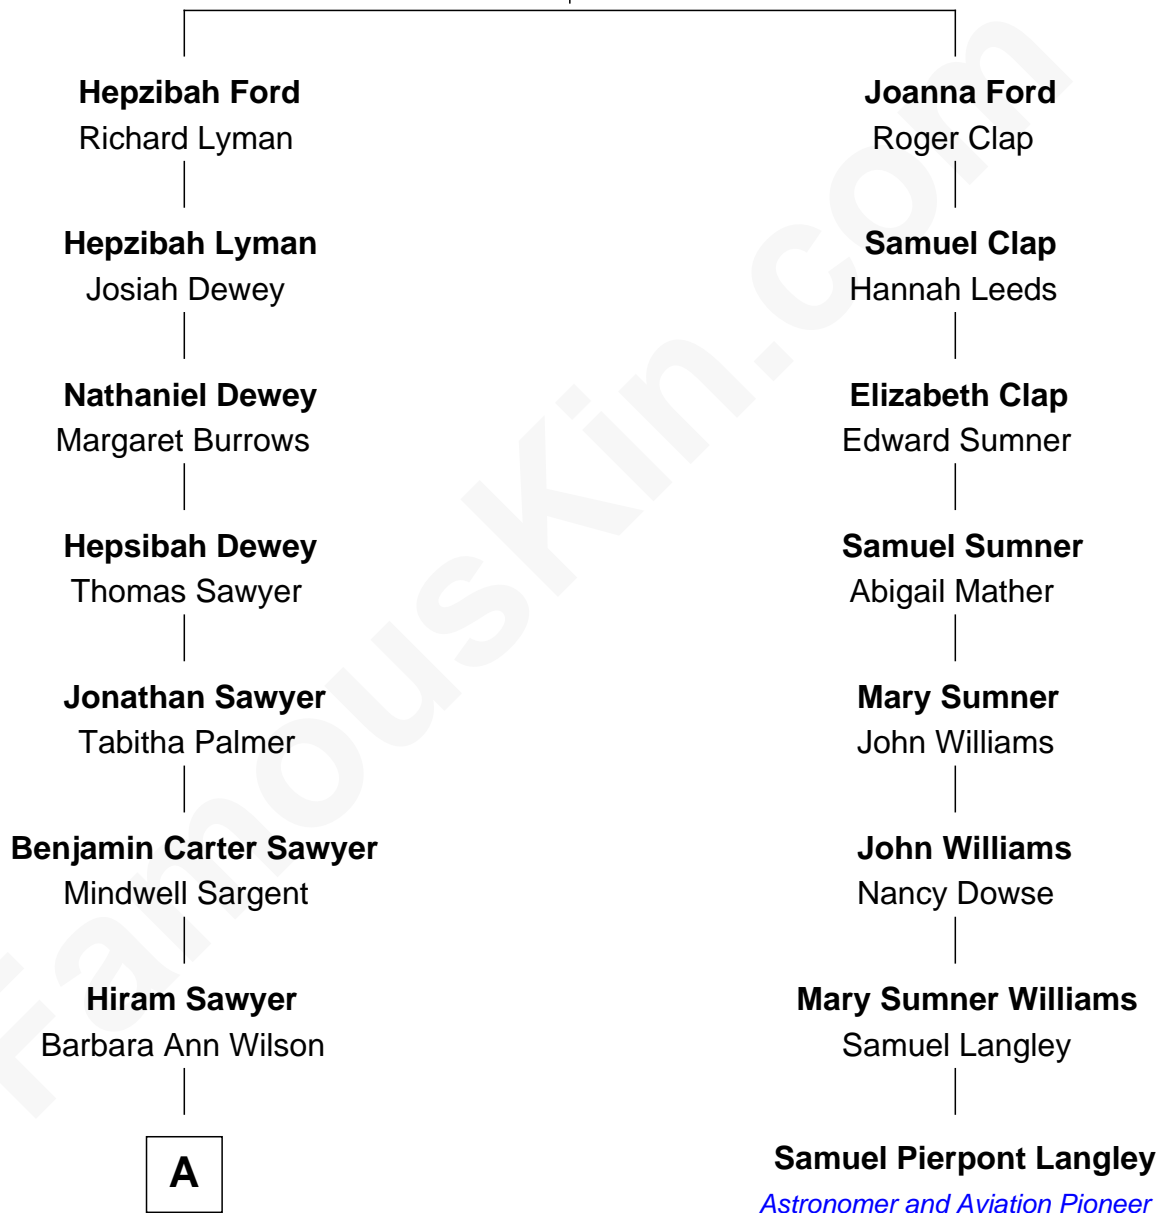 Hepzibah Ford
Richard Lyman
Hepzibah Lyman
Josiah Dewey
Nathaniel Dewey
Margaret Burrows
Hepsibah Dewey
Thomas Sawyer
Jonathan Sawyer
Tabitha Palmer
Benjamin Carter Sawyer
Mindwell Sargent
Hiram Sawyer
Barbara Ann Wilson
A
Joanna Ford
Roger Clap
Samuel Clap
Hannah Leeds
Elizabeth Clap
Edward Sumner
Samuel Sumner
Abigail Mather
Mary Sumner
John Williams
John Williams
Nancy Dowse
Mary Sumner Williams
Samuel Langley
Samuel Pierpont Langley
Astronomer and Aviation Pioneer
FamousKin.com